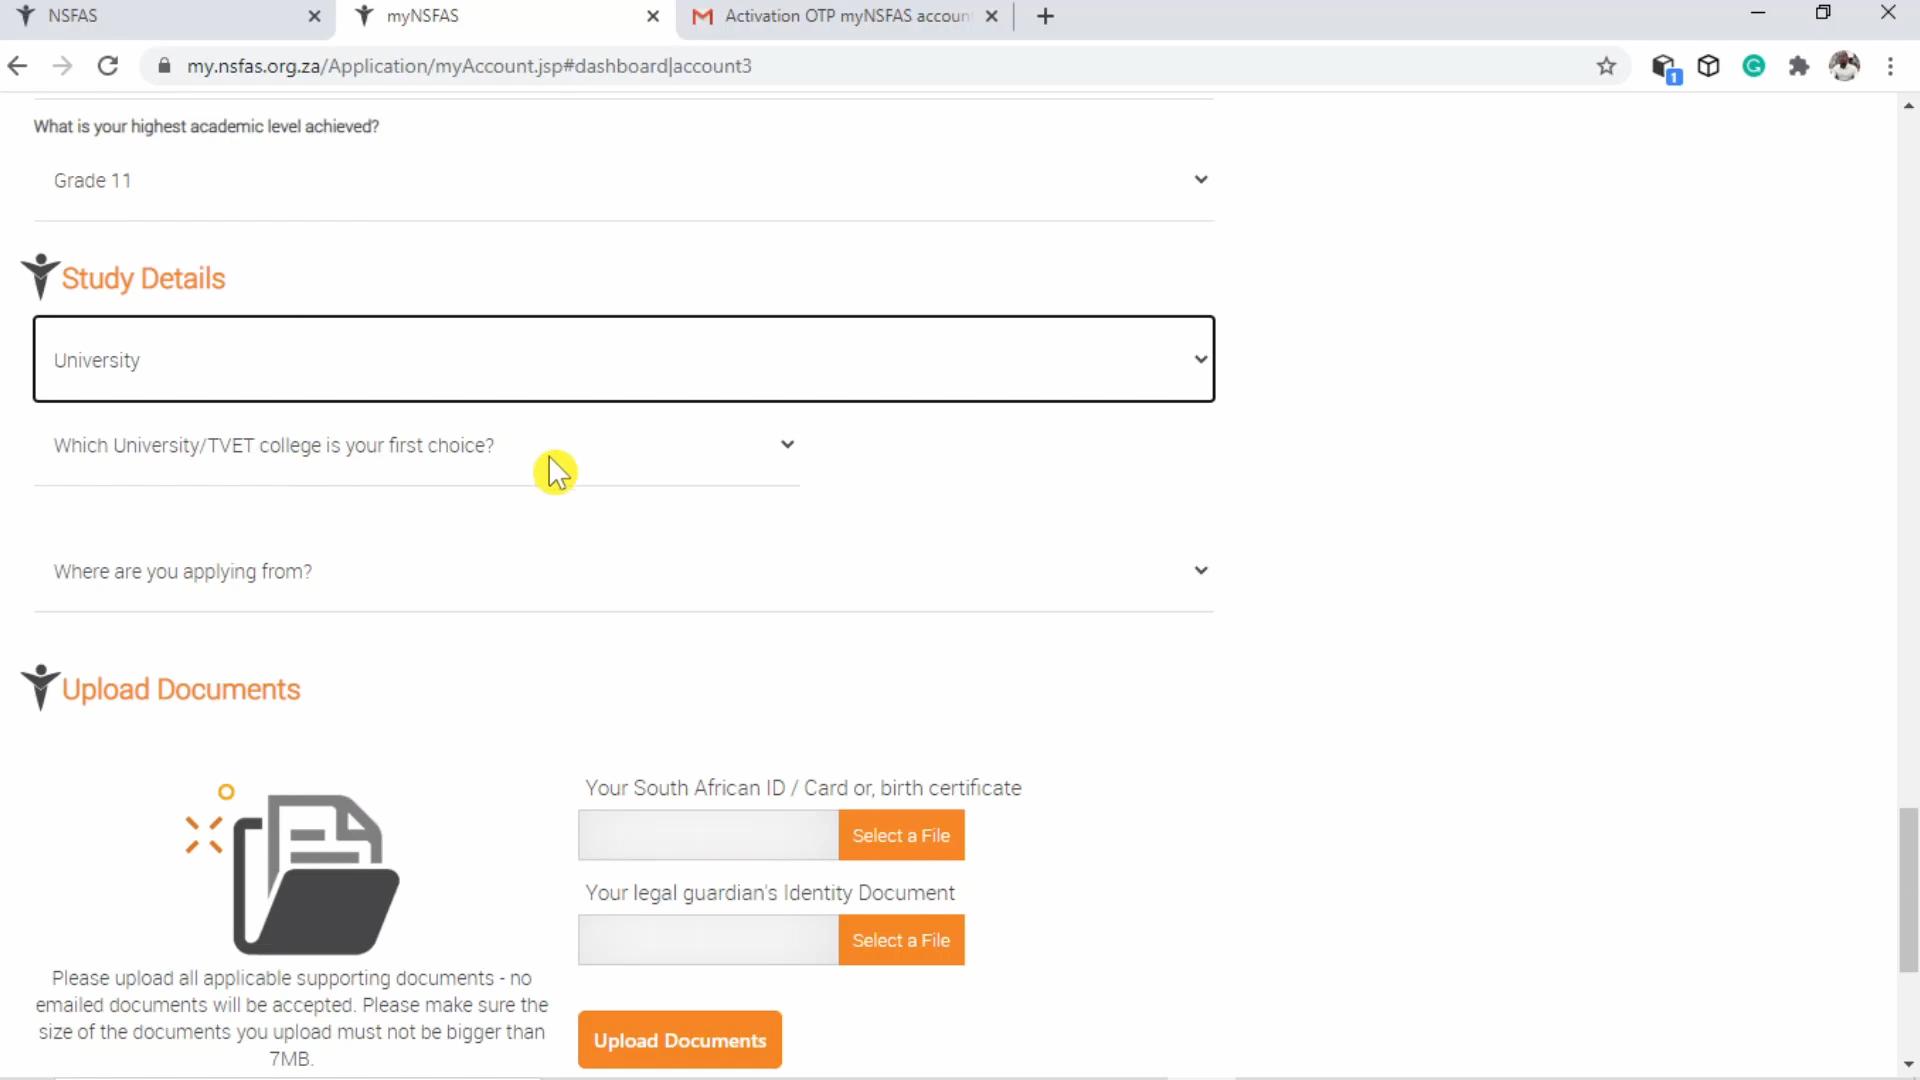 NSFAS
myNSFAS
Activation OTP myNSFAS accoun
my.nsfas.org.za/Application/myAccount.jsp#dashboard|account3
1
What is your highest academic level achieved?
Grade 11
Study Details
University
Which University/TVET college is your first choice?
Where are you applying from?
Upload Documents
Your South African ID / Card or, birth certificate
Select a File
Your legal guardian's Identity Document
Select a File
Please upload all applicable supporting documents - no
emailed documents will be accepted. Please make sure the
size of the documents you upload must not be bigger than
7MB.
Upload Documents